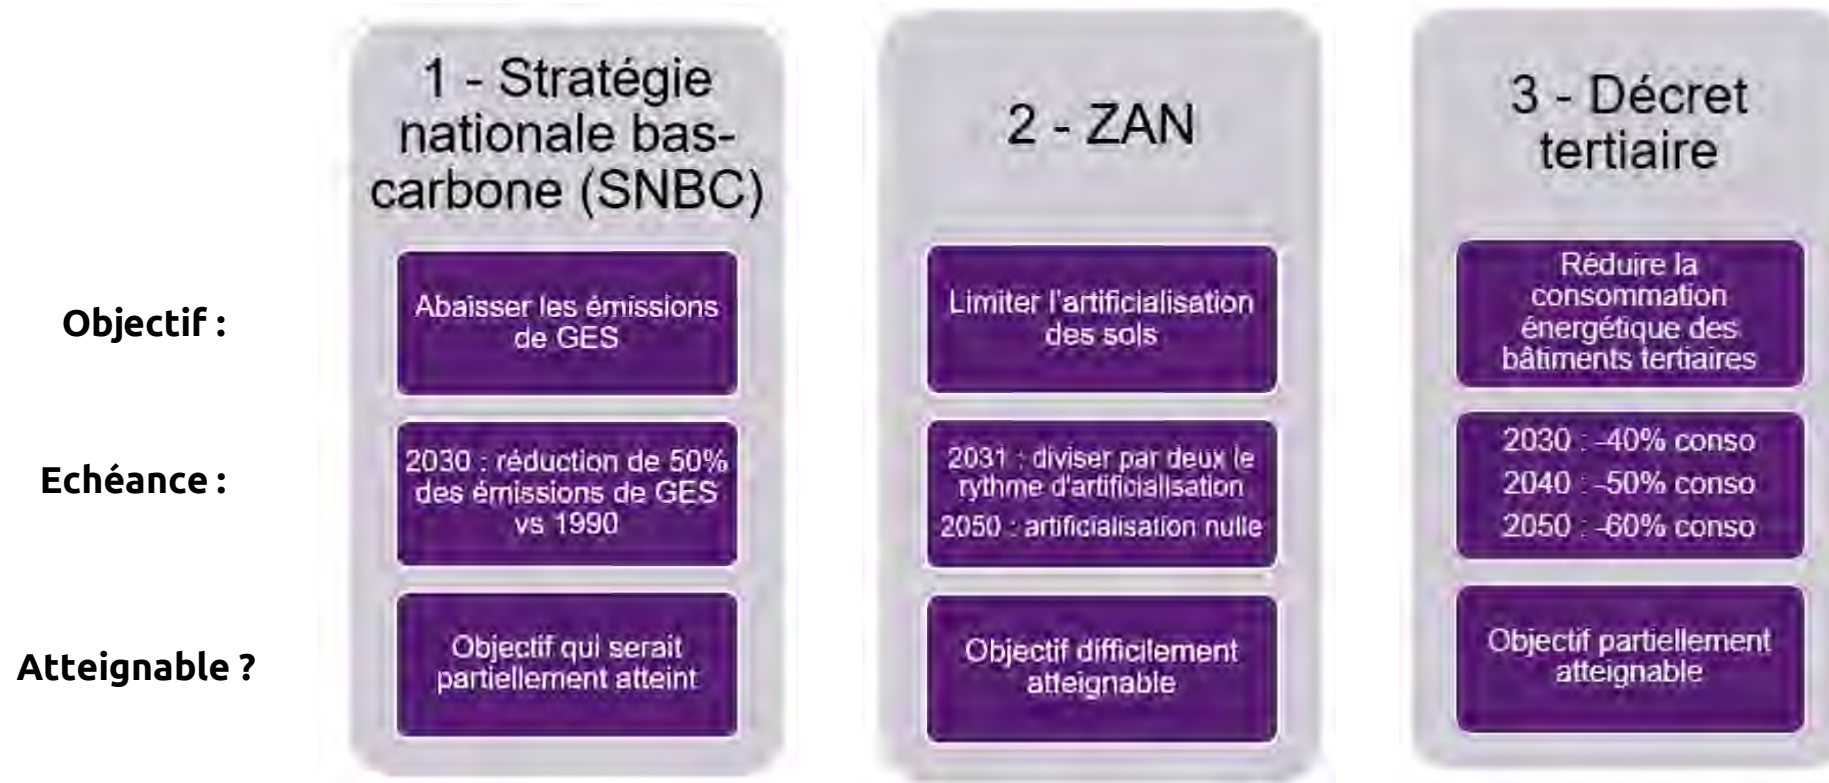 1 - Stratégie
nationale bas-
carbone (SNBC)
2 - ZAN
3 - Décret
tertiaire
Objectif :
Abaisser les émissions
de GES
Limiter l'artificialisation
des sols
Réduire la
consommation
énergétique des
bâtiments tertiaires
Echéance :
2030 : réduction de 50%
des émissions de GES
vs 1990
2031 : diviser par deux le
rythme d'artificialisation
2050 : artificialisation nulle
2030 : -40% conso
2040 : -50% conso
2050 : -60% conso
Atteignable ?
Objectif qui serait
partiellement atteint
Objectif difficilement
atteignable
Objectif partiellement
atteignable